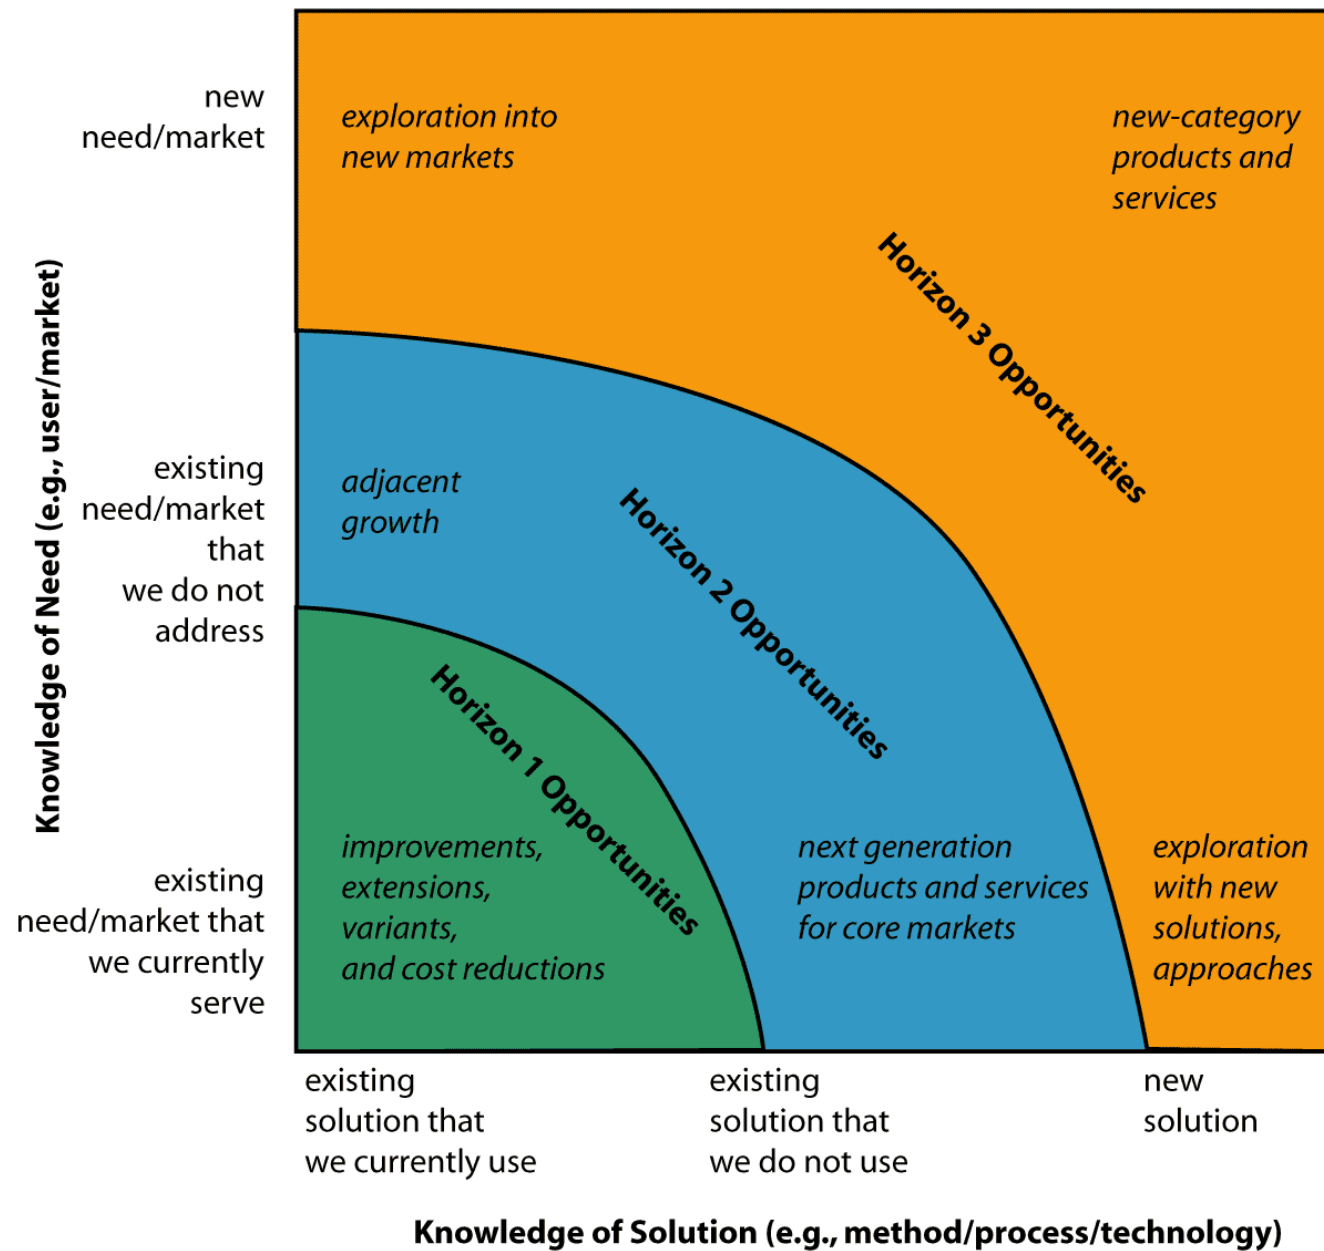 new
need/market
exploration into
new markets
new-category
products and
services
Horizon 3 Opportunities
Knowledge of Need (e.g., user/market)
existing
need/market
that
we do not
address
adjacent
growth
Horizon 2 Opportunities
Horizon 1 Opportunities
existing
need/market that
we currently
serve
improvements,
extensions,
variants,
and cost reductions
next generation
products and services
for core markets
exploration
with new
solutions,
approaches
existing
solution that
we currently use
existing
solution that
we do not use
new
solution
Knowledge of Solution (e.g., method/process/technology)